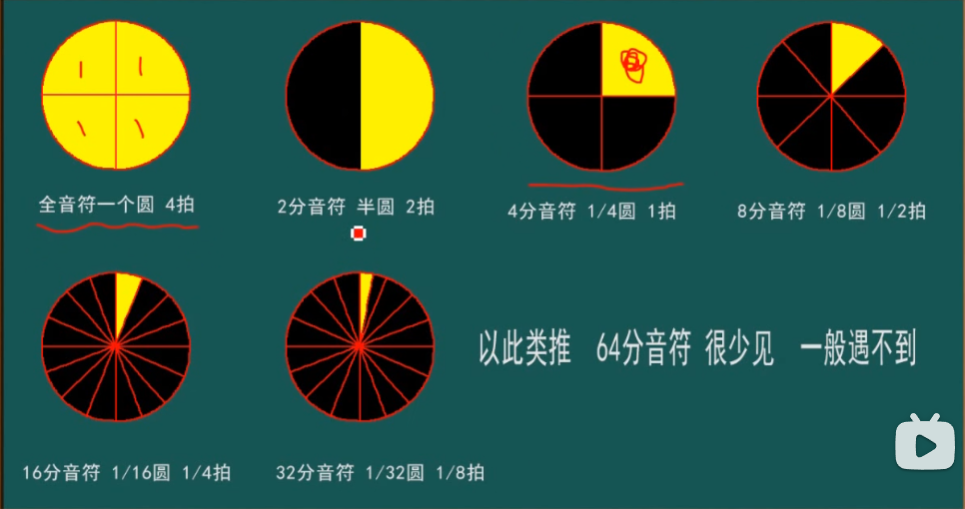 全音符一个圆 4拍
2分音符 半圆 2拍
4分音符 1/4圆 1拍
8分音符 1/8圆 1/2拍
16分音符 1/16圆 1/4拍
32分音符 1/32圆 1/8拍
以此类推 64分音符 很少见 一般遇不到